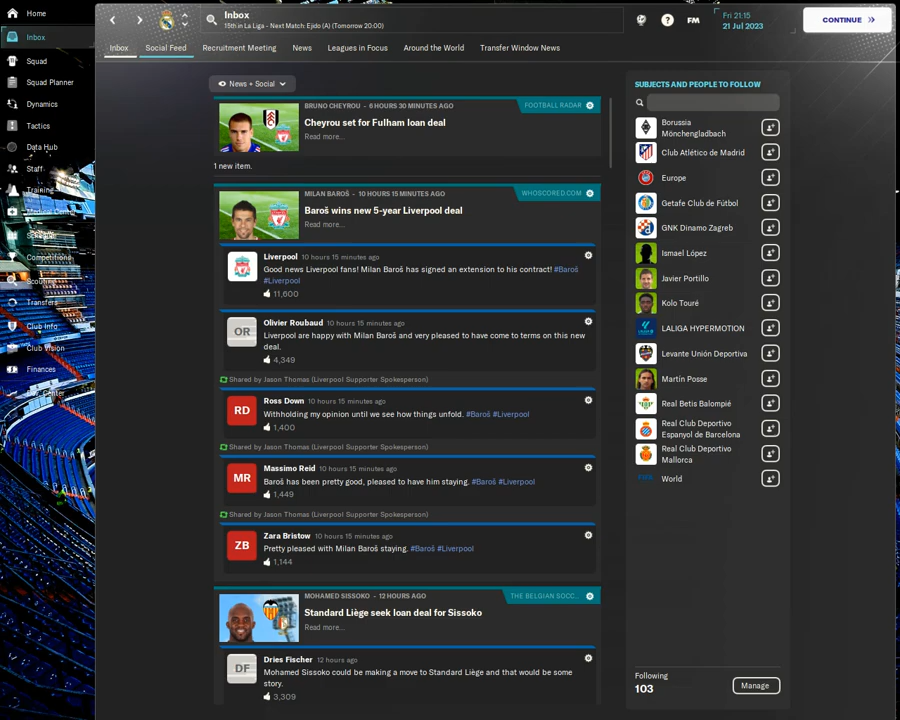 Home
Inbox
Squad
Squad Planner
Dynamics
Tactics
Data Hub
Staff
Training
Competitions
Scouting
Transfers
Club Info
Club Vision
Finances
Inbox
15th in La Liga - Next Match: Ejido (A) (Tomorrow 20:00)
FM
Fri 21:15
21 Jul 2023
CONTINUE
Inbox
Social Feed
Recruitment Meeting
News
Leagues in Focus
Around the World
Transfer Window News
News + Social
BRUNO CHEYROU - 6 HOURS 30 MINUTES AGO
FOOTBALL RADAR
Cheyrou set for Fulham loan deal
Read more...
1 new item.
MILAN BAROŠ - 10 HOURS 15 MINUTES AGO
WHOSCORED.COM
Baroš wins new 5-year Liverpool deal
Read more...
Liverpool 10 hours 15 minutes ago
Good news Liverpool fans! Milan Baroš has signed an extension to his contract! #Baroš
#Liverpool
11,600
OR
Olivier Roubaud 10 hours 15 minutes ago
Liverpool are happy with Milan Baroš and very pleased to have come to terms on this new
deal.
4,349
Shared by Jason Thomas (Liverpool Supporter Spokesperson)
RD
Ross Down 10 hours 15 minutes ago
Withholding my opinion until we see how things unfold. #Baroš #Liverpool
1,400
Shared by Jason Thomas (Liverpool Supporter Spokesperson)
MR
Massimo Reid 10 hours 15 minutes ago
Baroš has been pretty good, pleased to have him staying. #Baroš #Liverpool
1,449
Shared by Jason Thomas (Liverpool Supporter Spokesperson)
ZB
Zara Bristow 10 hours 15 minutes ago
Pretty pleased with Milan Baroš staying. #Baroš #Liverpool
1,144
MOHAMED SISSOKO - 12 HOURS AGO
THE BELGIAN SOCC...
Standard Liège seek loan deal for Sissoko
Read more...
DF
Dries Fischer 12 hours ago
Mohamed Sissoko could be making a move to Standard Liège and that would be some
story.
3,309
SUBJECTS AND PEOPLE TO FOLLOW
Borussia
Mönchengladbach
Club Atlético de Madrid
Europe
Getafe Club de Fútbol
GNK Dinamo Zagreb
Ismael López
Javier Portillo
Kolo Touré
LALIGA HYPERMOTION
Levante Unión Deportiva
Martín Posse
Real Betis Balompié
Real Club Deportivo
Espanyol de Barcelona
Real Club Deportivo
Mallorca
FIFA
World
Following
103
Manage